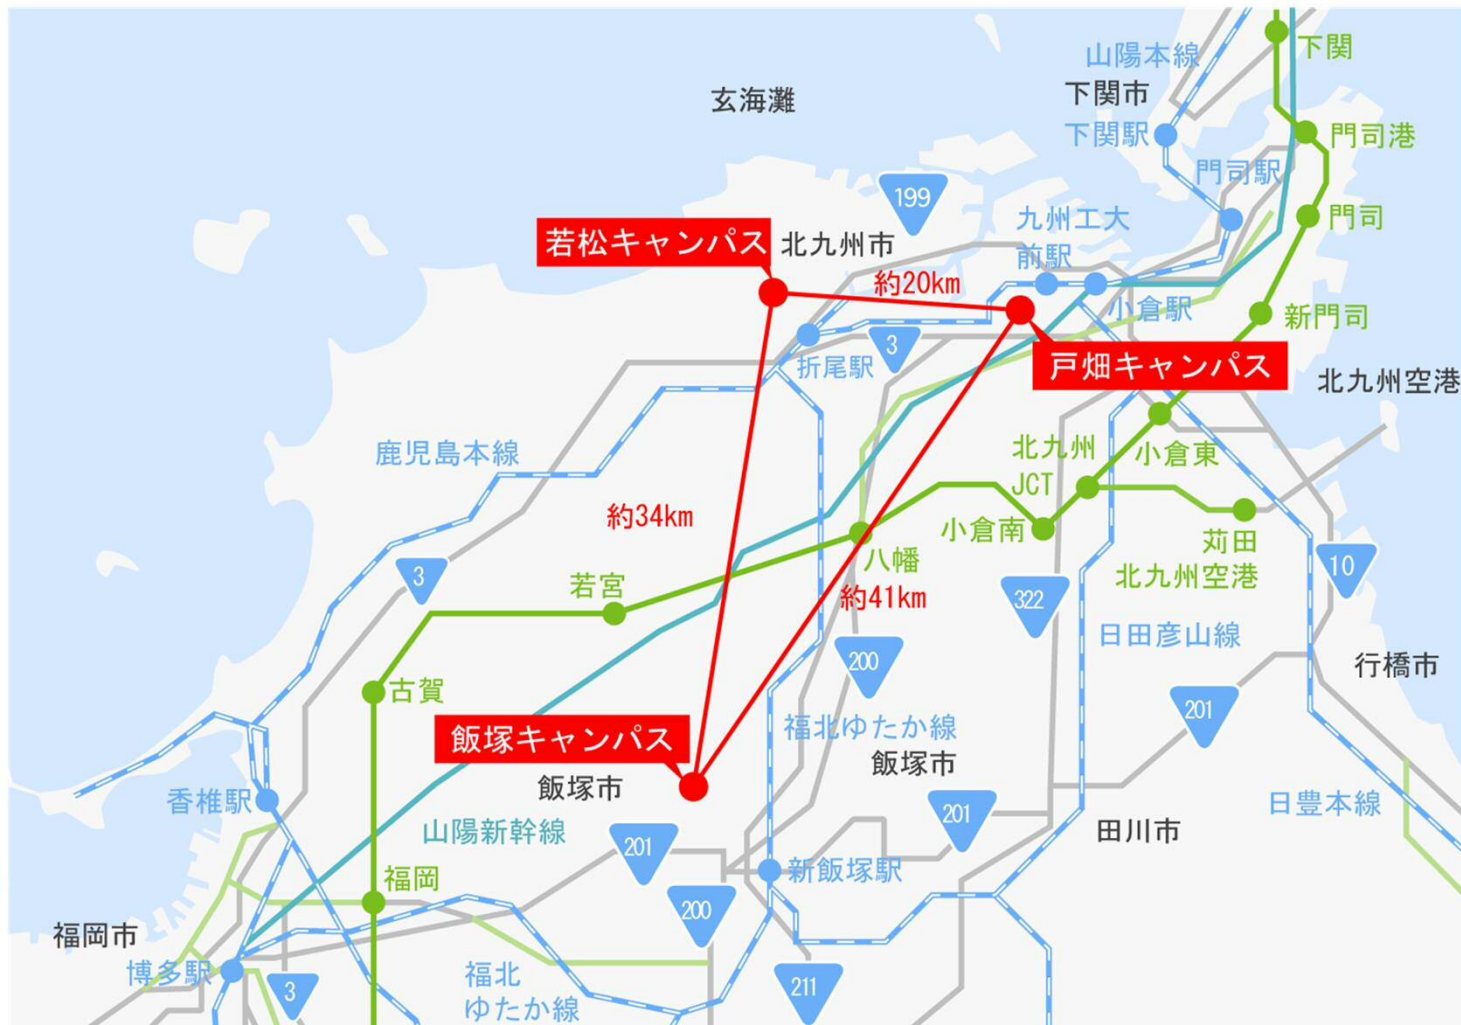 下関
山陽本線
下関市
玄海灘
下関駅
門司港
門司駅
199
若松キャンパス
北九州市
九州工大
前駅
門司
約20km
小倉駅
新門司
3
折尾駅
戸畑キャンパス
北九州空港
鹿児島本線
北九州
JCT
小倉東
約34km
小倉南
苅田
北九州空港
八幡
10
3
若宮
約41km
322
日田彦山線
200
行橋市
古賀
201
飯塚キャンパス
福北ゆたか線
飯塚市
飯塚市
香椎駅
日豊本線
山陽新幹線
201
201
田川市
福岡
新飯塚駅
200
福岡市
博多駅
福北
ゆたか線
3
211